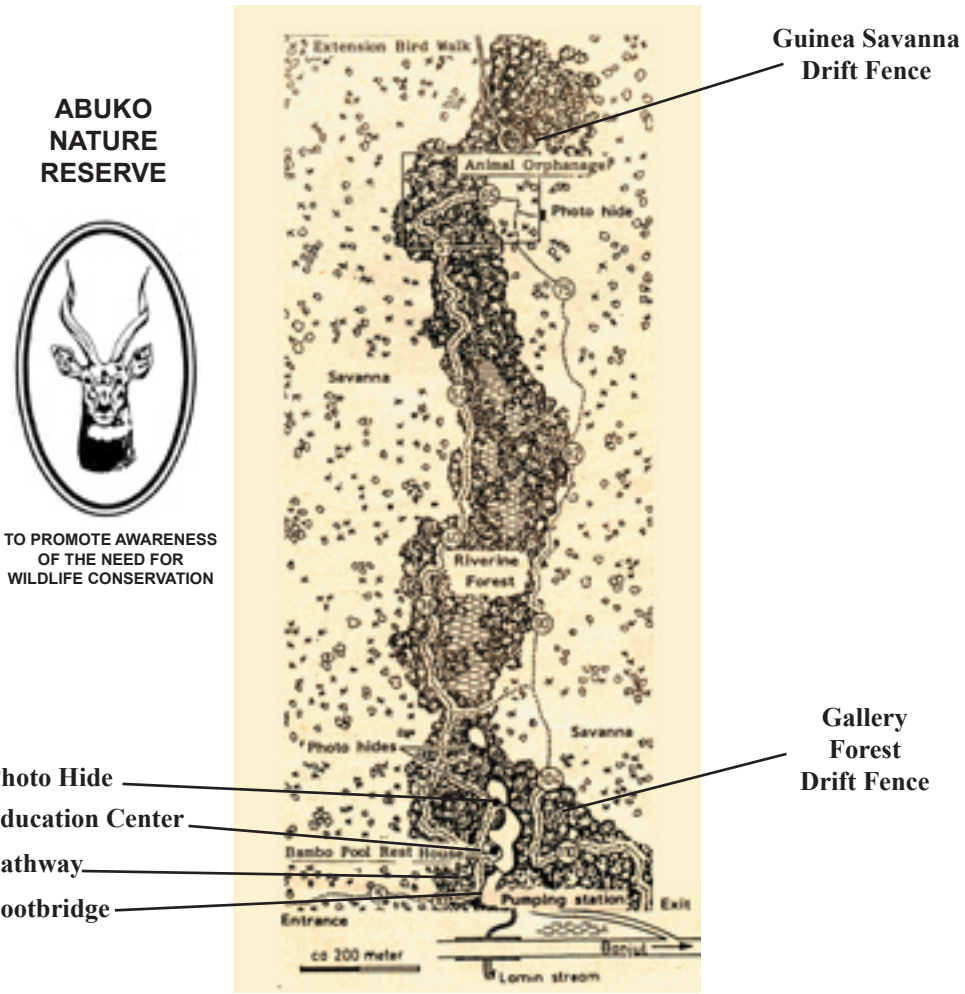 Guinea Savanna
Drift Fence
ABUKO
NATURE
RESERVE
TO PROMOTE AWARENESS
OF THE NEED FOR
WILDLIFE CONSERVATION
Extension Bird Walk
Animal Orphanage
Photo hide
Savanna
Riverine
Forest
Savanna
Photo hides
Gallery
Forest
Drift Fence
hoto Hide
ducation Center
athway
ootbridge
Bambo Pool Rest House
Pumping station
Entrance
Exit
Banjul
ca 200 meter
Lamin stream